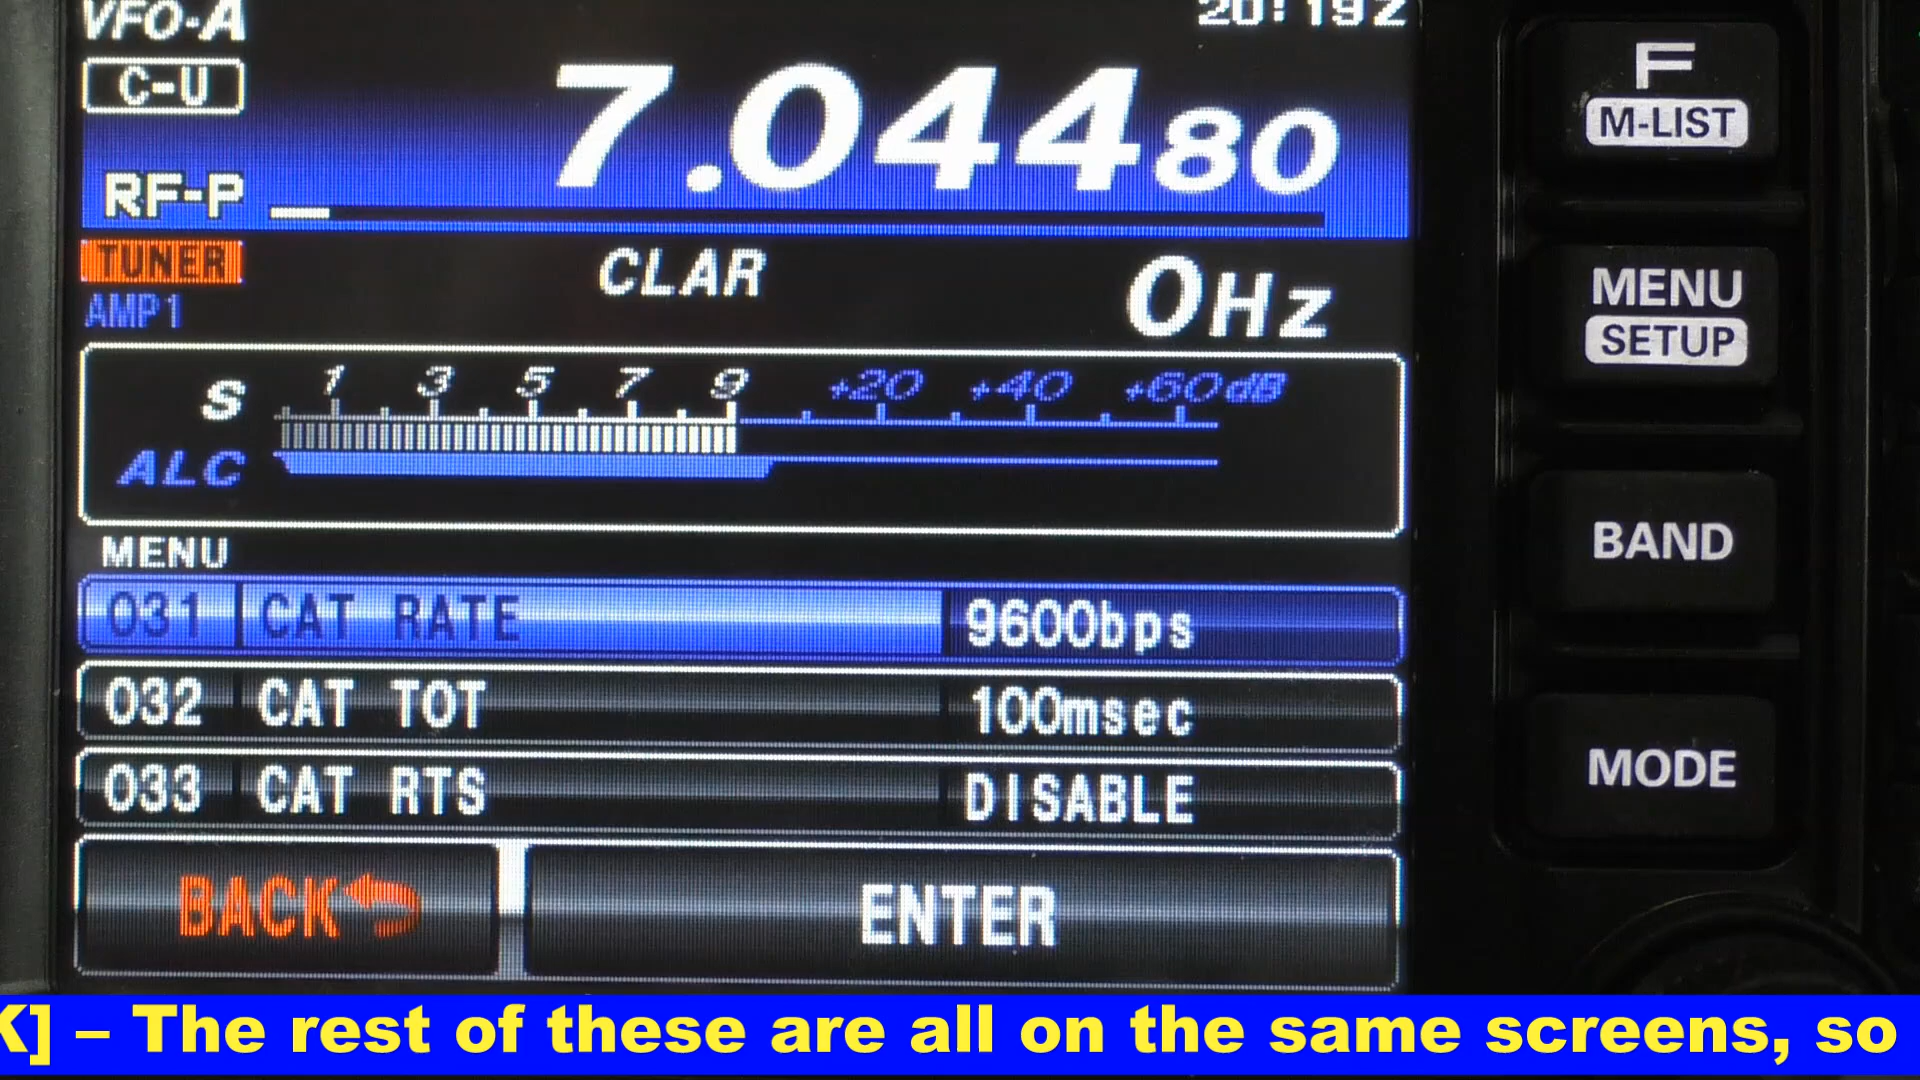 VFO-A 20:19Z
C-U
7.04480
RF-P
TUNER CLAR 0Hz
AMP1
S 1 3 5 7 9 +20 +40 +60dB
ALC
MENU
031 CAT RATE 9600bps
032 CAT TOT 100msec
033 CAT RTS DISABLE
BACK ENTER
F
M-LIST
MENU
SETUP
BAND
MODE
K] – The rest of these are all on the same screens, so